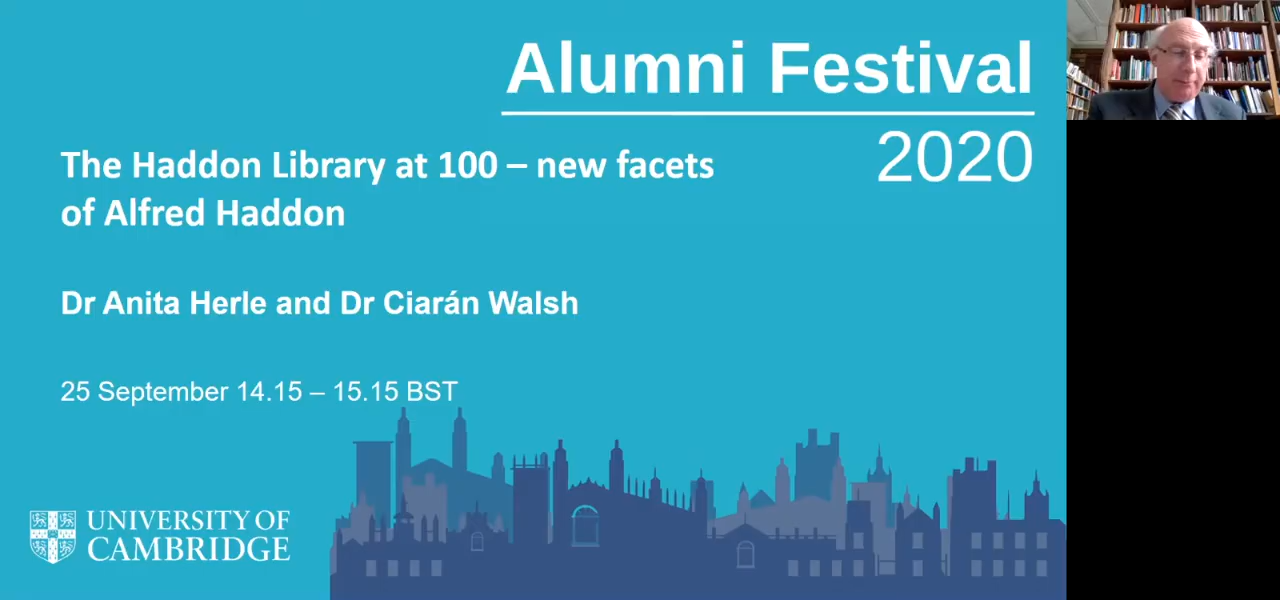 Alumni Festival
2020
The Haddon Library at 100 – new facets
of Alfred Haddon
Dr Anita Herle and Dr Ciarán Walsh
25 September 14.15 – 15.15 BST
UNIVERSITY OF
CAMBRIDGE